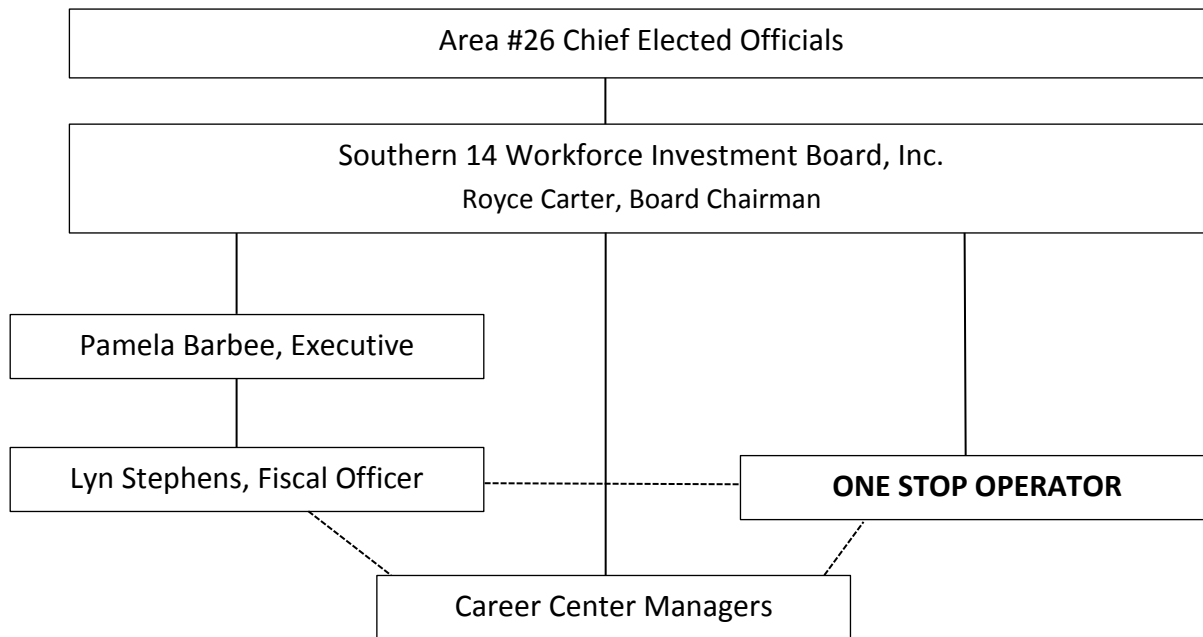 Area #26 Chief Elected Officials
Southern 14 Workforce Investment Board, Inc.
Royce Carter, Board Chairman
Pamela Barbee, Executive
Lyn Stephens, Fiscal Officer
ONE STOP OPERATOR
Career Center Managers